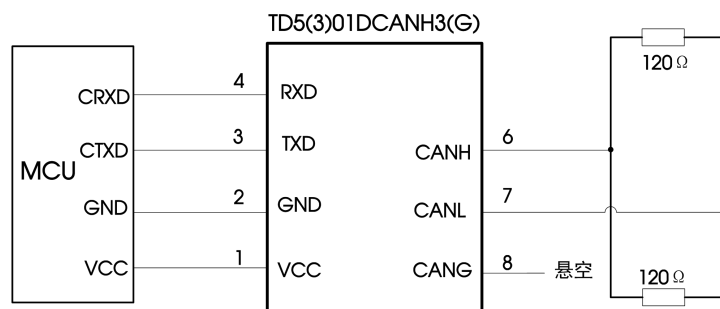 TD5(3)01DCANH3(G)
120Ω
CRXD 4 RXD
CTXD 3 TXD
MCU
CANH 6
GND 2 GND
CANL 7
VCC 1 VCC
CANG 8 悬空
120Ω